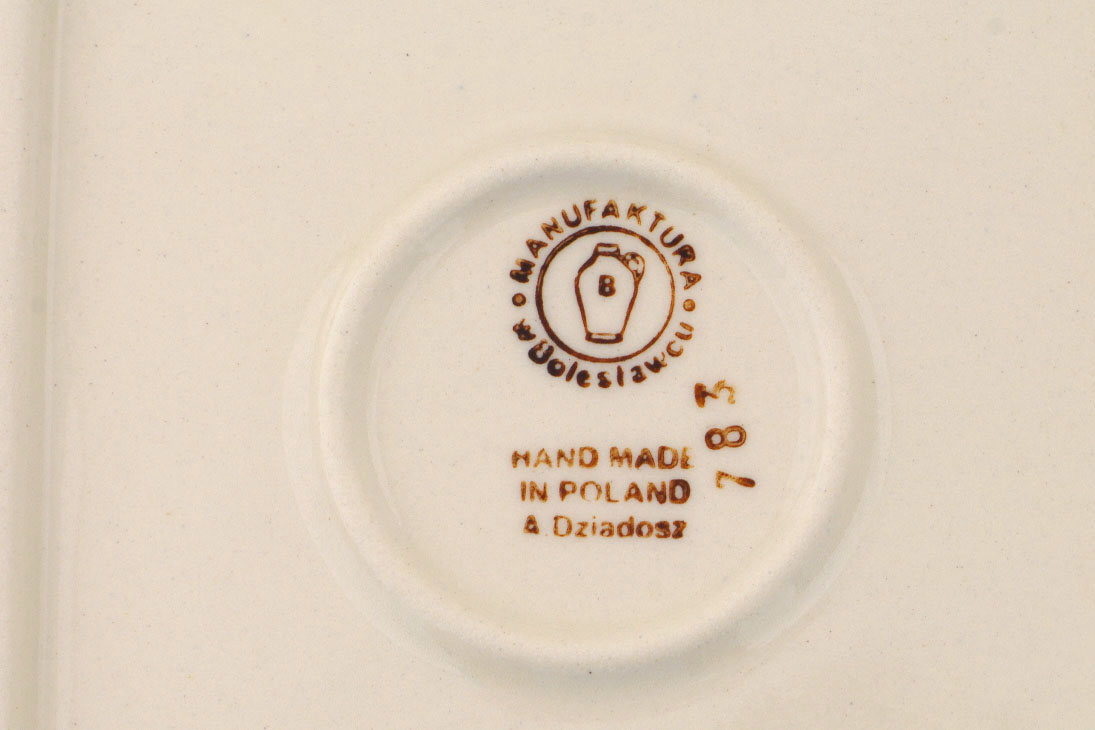 MANUFAKTURA
w Bolesławcu
B
783
HAND MADE
IN POLAND
A. Dziadosz